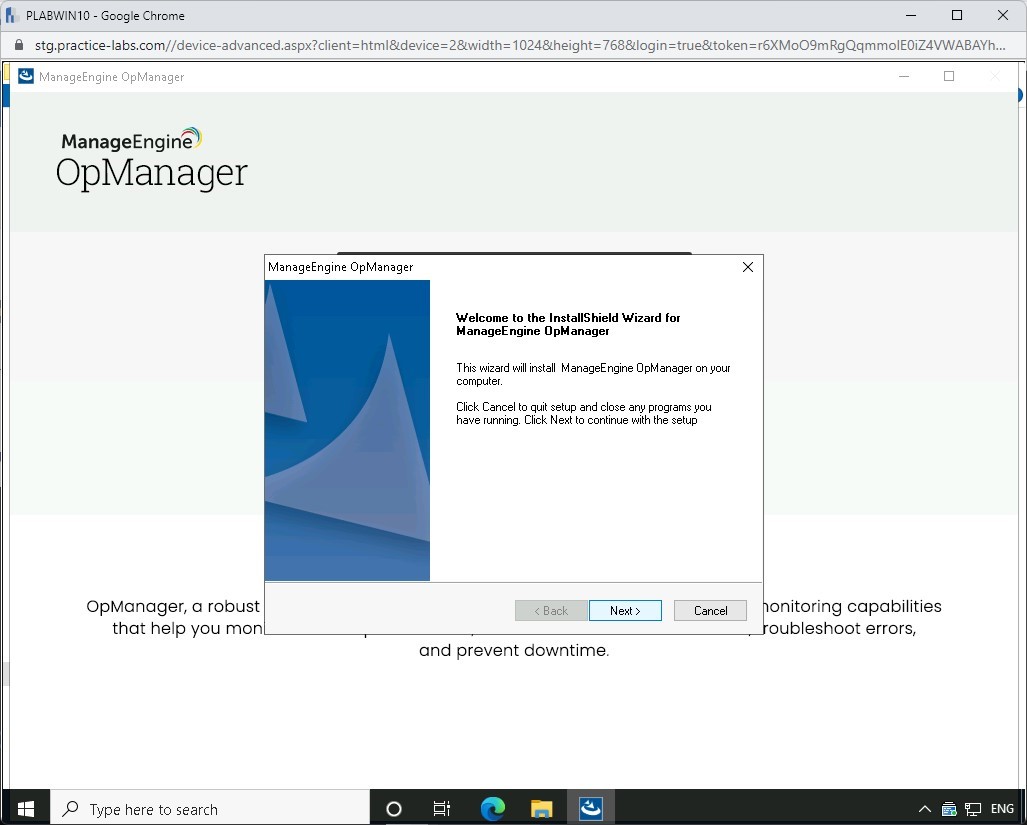 PLABWIN10 - Google Chrome
stg.practice-labs.com//device-advanced.aspx?client=html&device=2&width=1024&height=768&login=true&token=r6XMoO9mRgQqmmolE0iZ4VWABAYh...
ManageEngine OpManager
ManageEngine
OpManager
ManageEngine OpManager
Welcome to the InstallShield Wizard for
ManageEngine OpManager
This wizard will install ManageEngine OpManager on your
computer.
Click Cancel to quit setup and close any programs you
have running. Click Next to continue with the setup
< Back Next > Cancel
OpManager, a robust onitoring capabilities
that help you mon roubleshoot errors,
and prevent downtime.
Type here to search
ENG